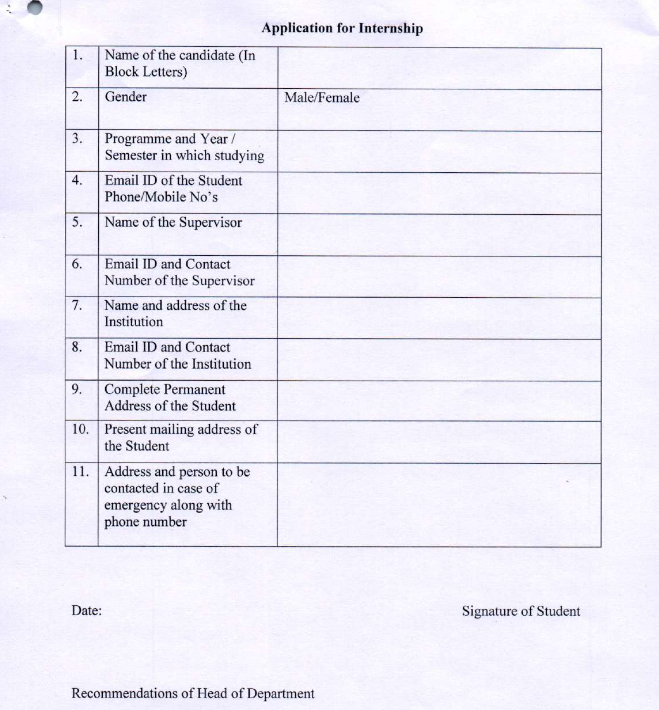 Application for Internship
1. Name of the candidate (In
Block Letters)
2. Gender Male/Female
3. Programme and Year /
Semester in which studying
4. Email ID of the Student
Phone/Mobile No's
5. Name of the Supervisor
6. Email ID and Contact
Number of the Supervisor
7. Name and address of the
Institution
8. Email ID and Contact
Number of the Institution
9. Complete Permanent
Address of the Student
10. Present mailing address of
the Student
11. Address and person to be
contacted in case of
emergency along with
phone number
Date: Signature of Student
Recommendations of Head of Department